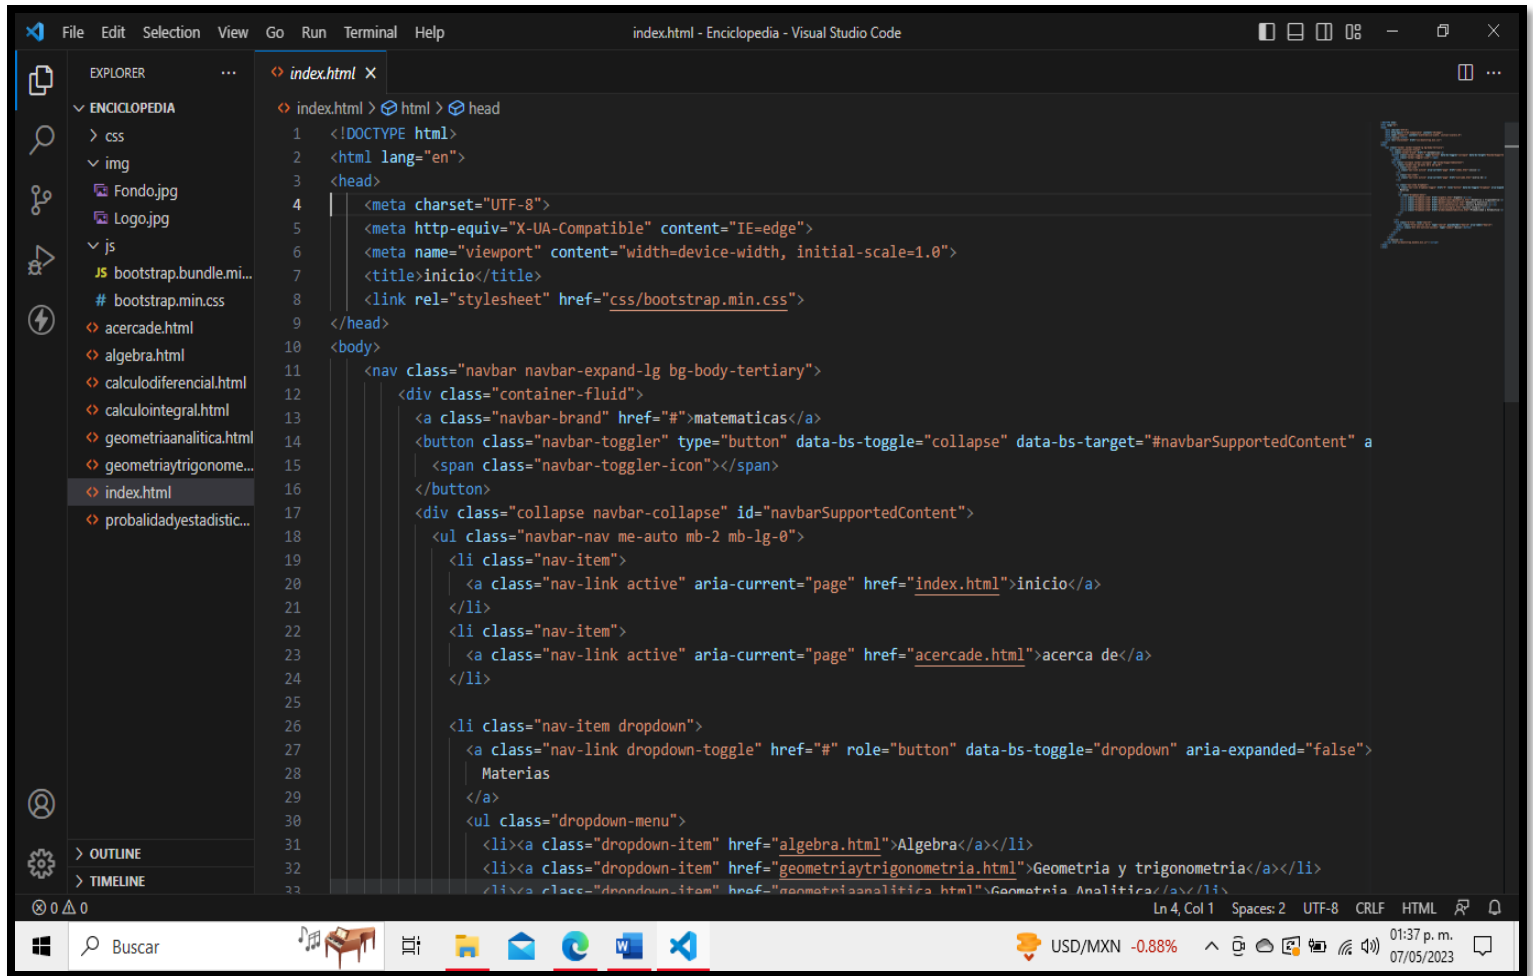 File Edit Selection View Go Run Terminal Help
index.html - Enciclopedia - Visual Studio Code
EXPLORER
ENCICLOPEDIA
css
img
Fondo.jpg
Logo.jpg
js
JS bootstrap.bundle.mi...
# bootstrap.min.css
acercade.html
algebra.html
calculodiferencial.html
calculointegral.html
geometriaanalitica.html
geometriaytrigonome...
index.html
probalidadyestadistic...
OUTLINE
TIMELINE
index.html
index.html > html > head
1 <!DOCTYPE html>
2 <html lang="en">
3 <head>
4 <meta charset="UTF-8">
5 <meta http-equiv="X-UA-Compatible" content="IE=edge">
6 <meta name="viewport" content="width=device-width, initial-scale=1.0">
7 <title>inicio</title>
8 <link rel="stylesheet" href="css/bootstrap.min.css">
9 </head>
10 <body>
11 <nav class="navbar navbar-expand-lg bg-body-tertiary">
12 <div class="container-fluid">
13 <a class="navbar-brand" href="#">matematicas</a>
14 <button class="navbar-toggler" type="button" data-bs-toggle="collapse" data-bs-target="#navbarSupportedContent" a
15 <span class="navbar-toggler-icon"></span>
16 </button>
17 <div class="collapse navbar-collapse" id="navbarSupportedContent">
18 <ul class="navbar-nav me-auto mb-2 mb-lg-0">
19 <li class="nav-item">
20 <a class="nav-link active" aria-current="page" href="index.html">inicio</a>
21 </li>
22 <li class="nav-item">
23 <a class="nav-link active" aria-current="page" href="acercade.html">acerca de</a>
24 </li>
25
26 <li class="nav-item dropdown">
27 <a class="nav-link dropdown-toggle" href="#" role="button" data-bs-toggle="dropdown" aria-expanded="false">
28 Materias
29 </a>
30 <ul class="dropdown-menu">
31 <li><a class="dropdown-item" href="algebra.html">Algebra</a></li>
32 <li><a class="dropdown-item" href="geometriaytrigonometria.html">Geometria y trigonometria</a></li>
33 <li><a class="dropdown-item" href="geometriaanalitica.html">Geometria Analitica</a></li>
0 0
Ln 4, Col 1 Spaces: 2 UTF-8 CRLF HTML
Buscar
USD/MXN -0.88%
01:37 p. m.
07/05/2023